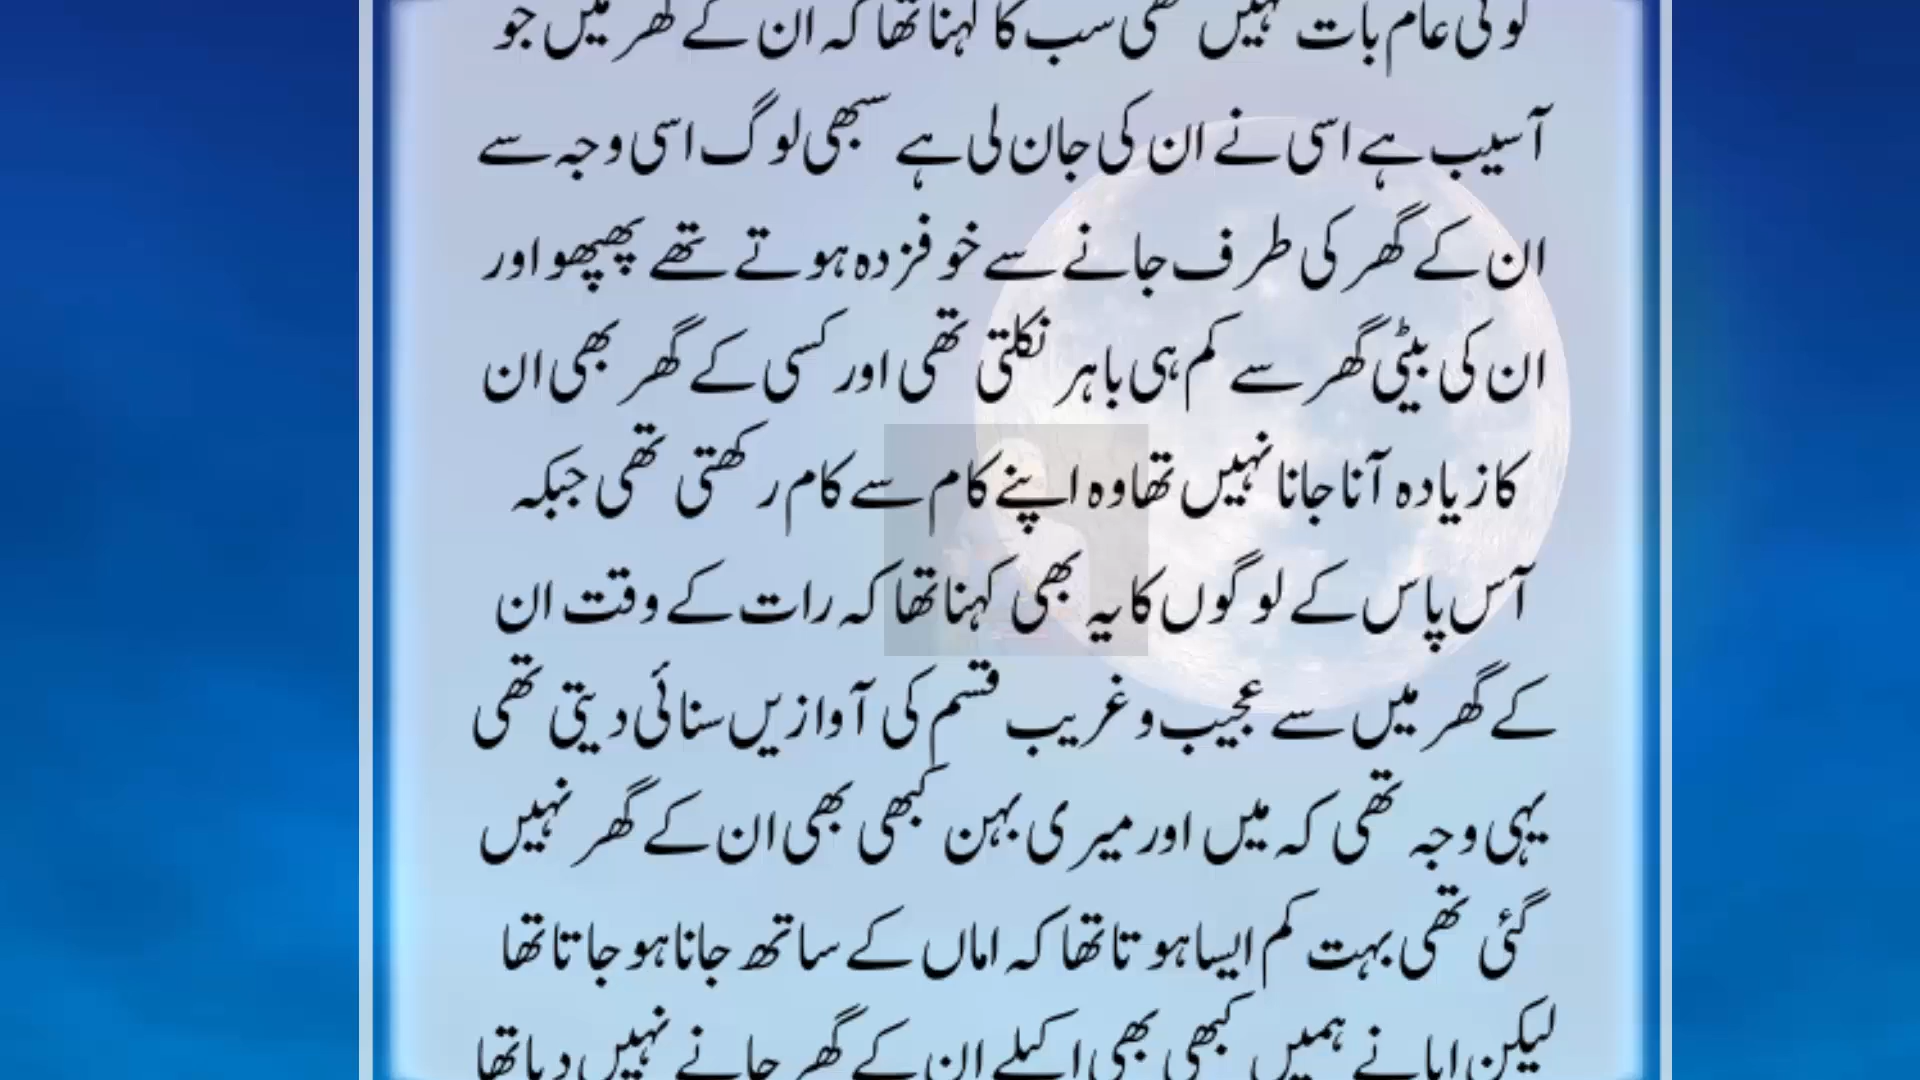 کوئی عام بات نہیں تھی سب کا کہنا تھا کہ ان کے گھر میں جو
آسیب ہے اسی نے ان کی جان لی ہے سبھی لوگ اسی وجہ سے
ان کے گھر کی طرف جانے سے خوفزدہ ہوتے تھے پھپھو اور
ان کی بیٹی گھر سے کم ہی باہر نکلتی تھی اور کسی کے گھر بھی ان
کا زیادہ آنا جانا نہیں تھا وہ اپنے کام سے کام رکھتی تھی جبکہ
آس پاس کے لوگوں کا یہ بھی کہنا تھا کہ رات کے وقت ان
کے گھر میں سے عجیب و غریب قسم کی آوازیں سنائی دیتی تھی
یہی وجہ تھی کہ میں اور میری بہن کبھی بھی ان کے گھر نہیں
گئی تھی بہت کم ایسا ہوتا تھا کہ اماں کے ساتھ جانا ہو جاتا تھا
لیکن ابا نے ہمیں کبھی بھی اکیلے ان کے گھر جانے نہیں دیا تھا